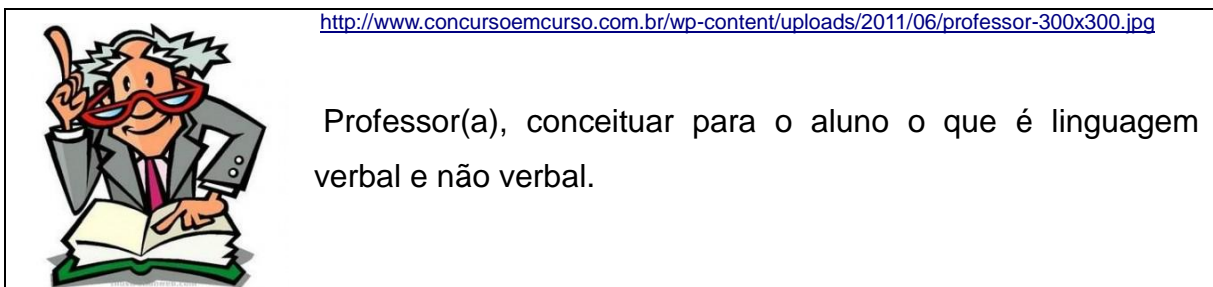 http://www.concursoemcurso.com.br/wp-content/uploads/2011/06/professor-300x300.jpg
Professor(a), conceituar para o aluno o que é linguagem
verbal e não verbal.